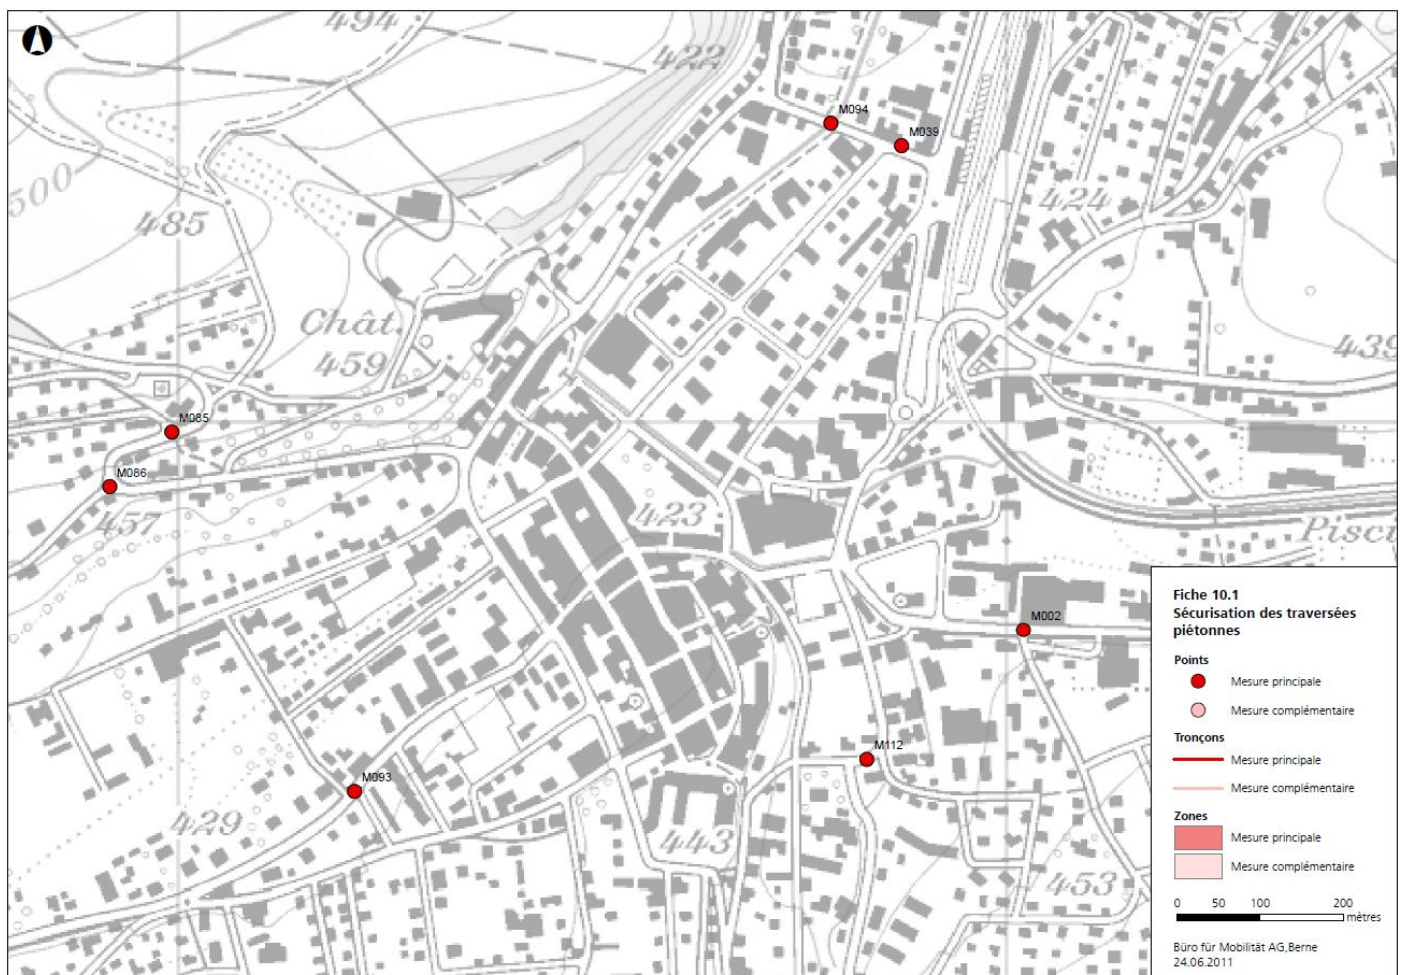 494
422
M094
M039
500
485
424
Chât.
459
439
M085
M086
457
423
Pisci
M002
M112
M093
429
443
453
Fiche 10.1
Sécurisation des traversées
piétonnes
Points
Mesure principale
Mesure complémentaire
Tronçons
Mesure principale
Mesure complémentaire
Zones
Mesure principale
Mesure complémentaire
0 50 100 200 mètres
Büro für Mobilität AG,Berne
24.06.2011